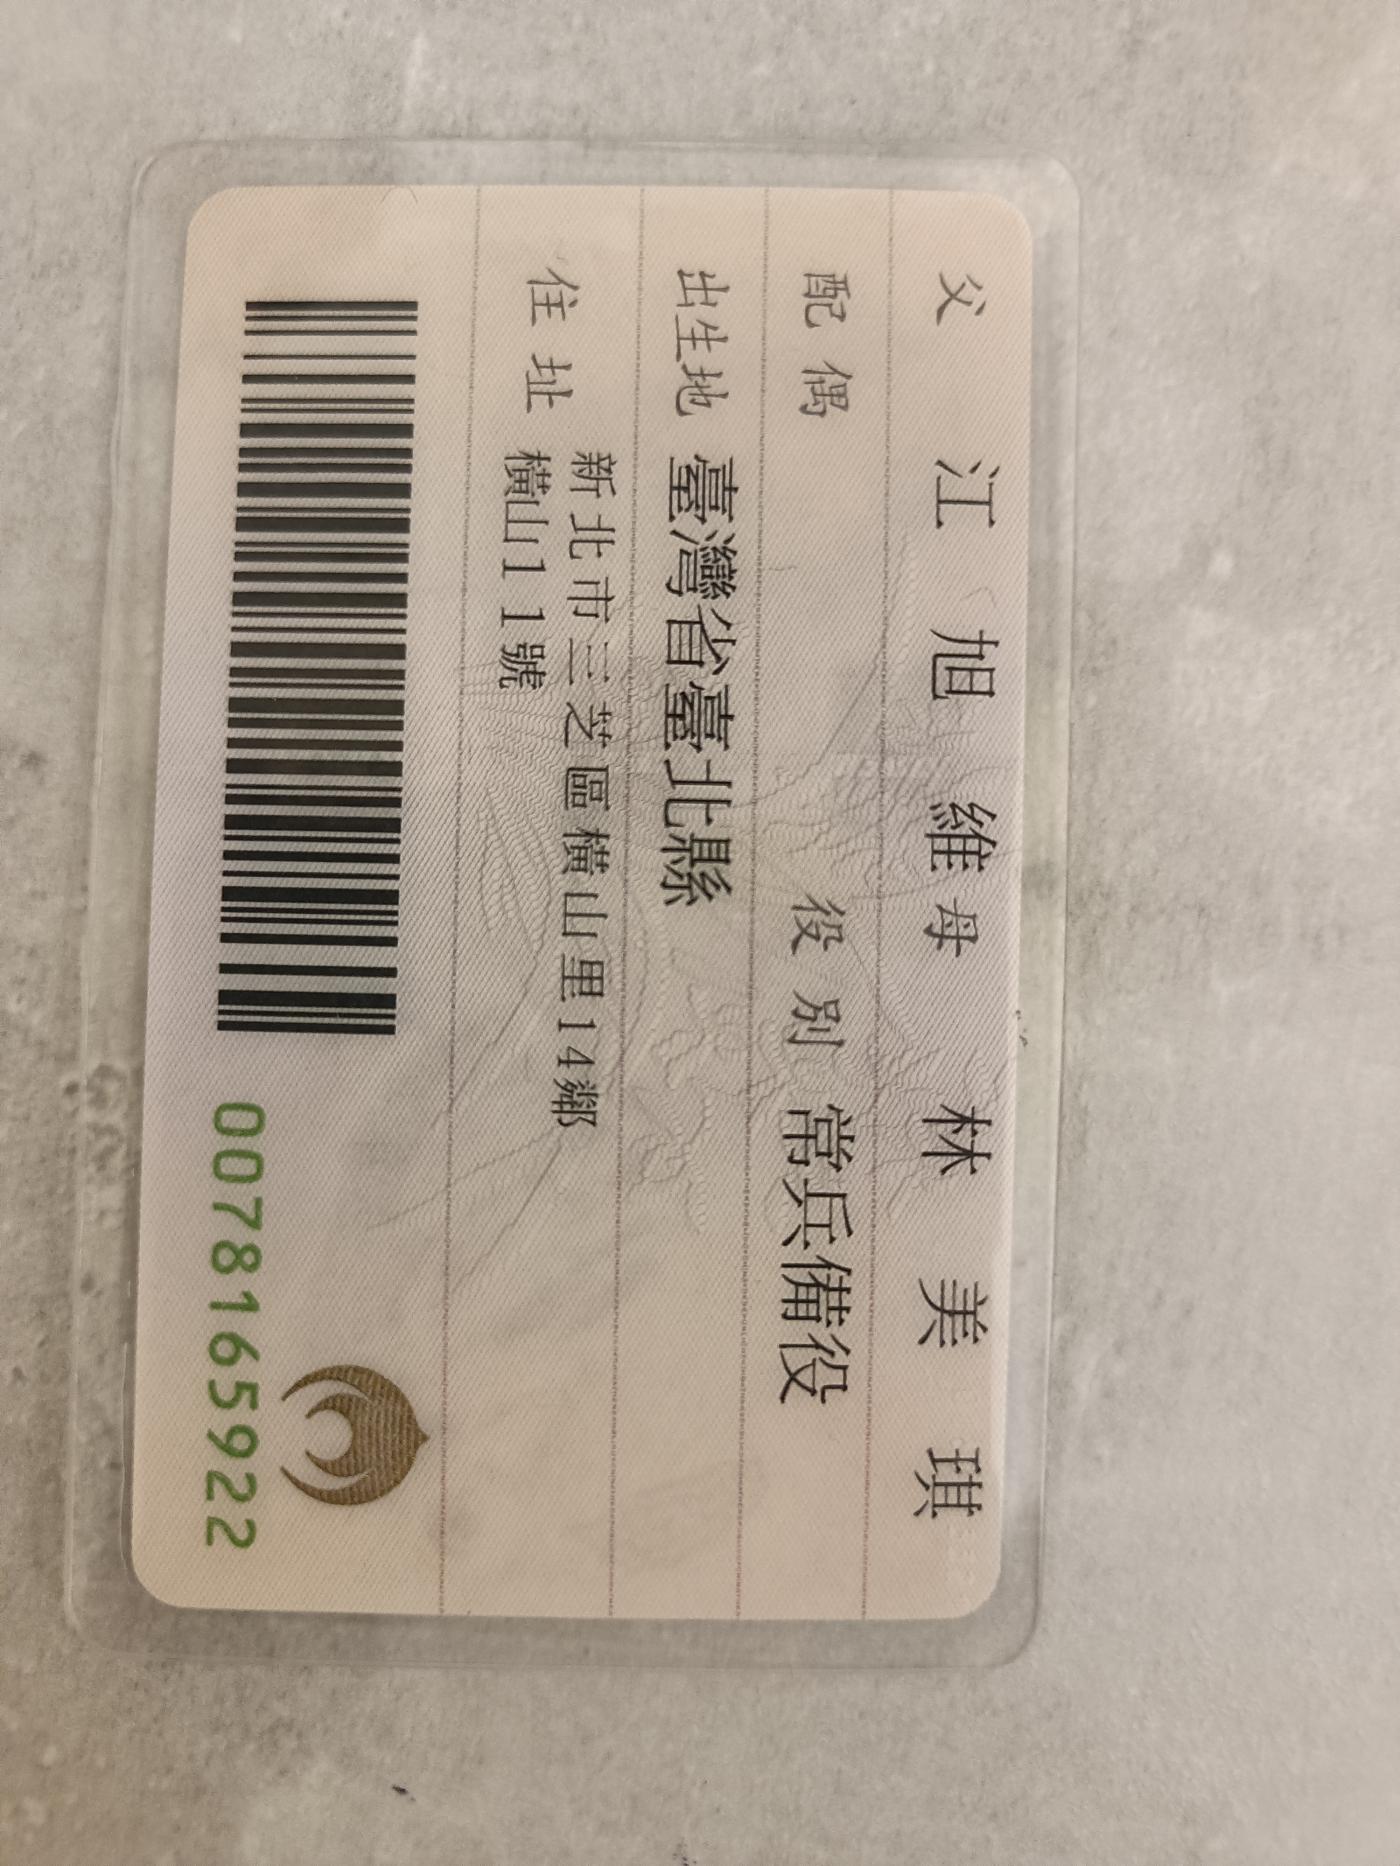 父 江旭維 母 林美琪
配偶 役別 常兵備役
出生地 臺灣省臺北縣
住址 新北市三芝區橫山里14鄰
橫山11號
0078165922